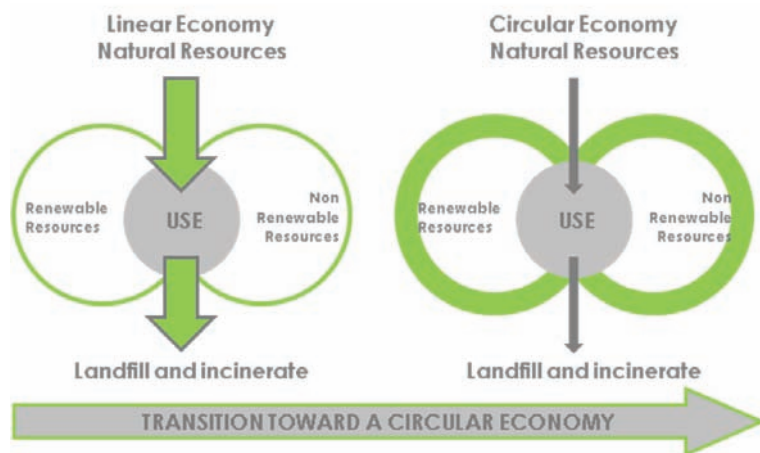 Linear Economy
Natural Resources
Renewable
Resources
USE
Non
Renewable
Resources
Landfill and incinerate
Circular Economy
Natural Resources
Renewable
Resources
USE
Non
Renewable
Resources
Landfill and incinerate
TRANSITION TOWARD A CIRCULAR ECONOMY